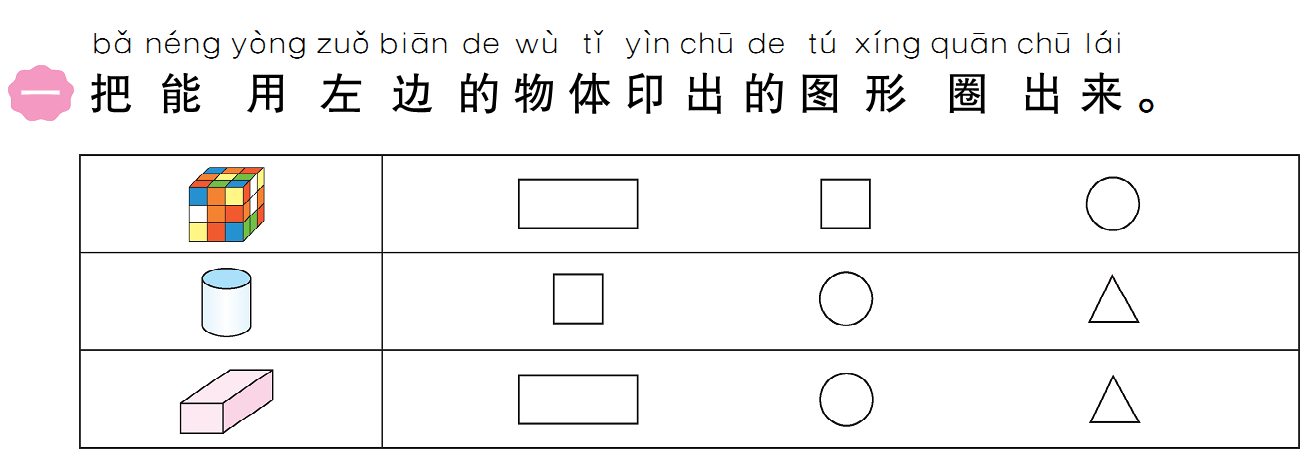 bǎ néng yòng zuǒ biān de wù tǐ yìn chū de tú xíng quān chū lái
一 把能用左边的物体印出的图形圈出来。